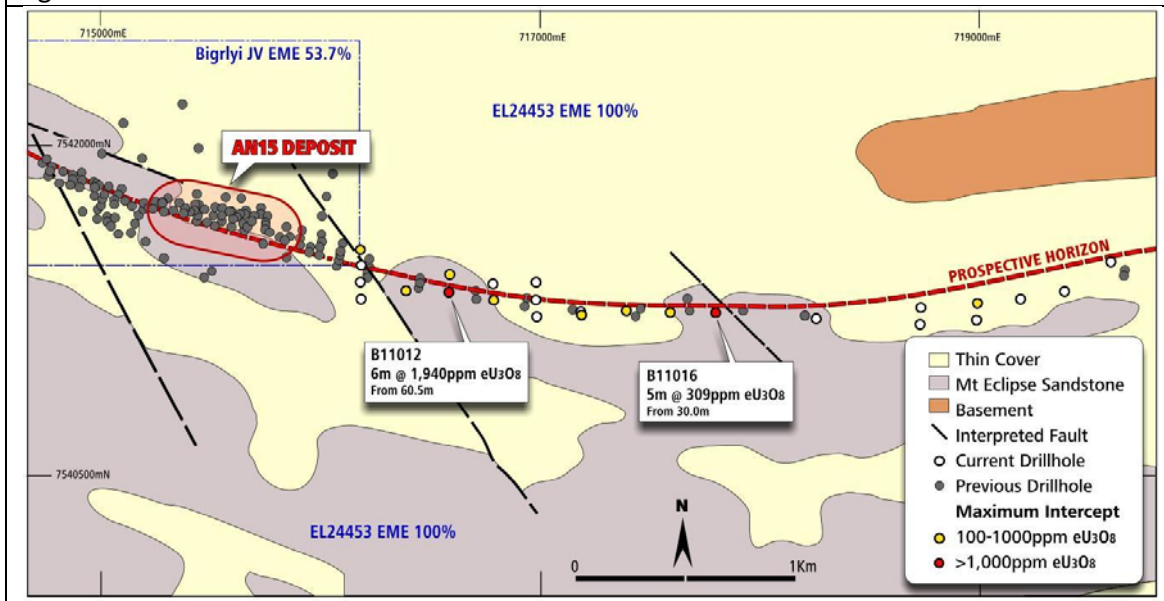 715000mE
717000mE
719000mE
Bigrlyi JV EME 53.7%
EL24453 EME 100%
AN15 DEPOSIT
7542000mN
PROSPECTIVE HORIZON
B11012
6m @ 1,940ppm eU₃O₈
From 60.5m
B11016
5m @ 309ppm eU₃O₈
From 30.0m
7540500mN
EL24453 EME 100%
N
0
1Km
Thin Cover
Mt Eclipse Sandstone
Basement
Interpreted Fault
Current Drillhole
Previous Drillhole
Maximum Intercept
100-1000ppm eU₃O₈
>1,000ppm eU₃O₈